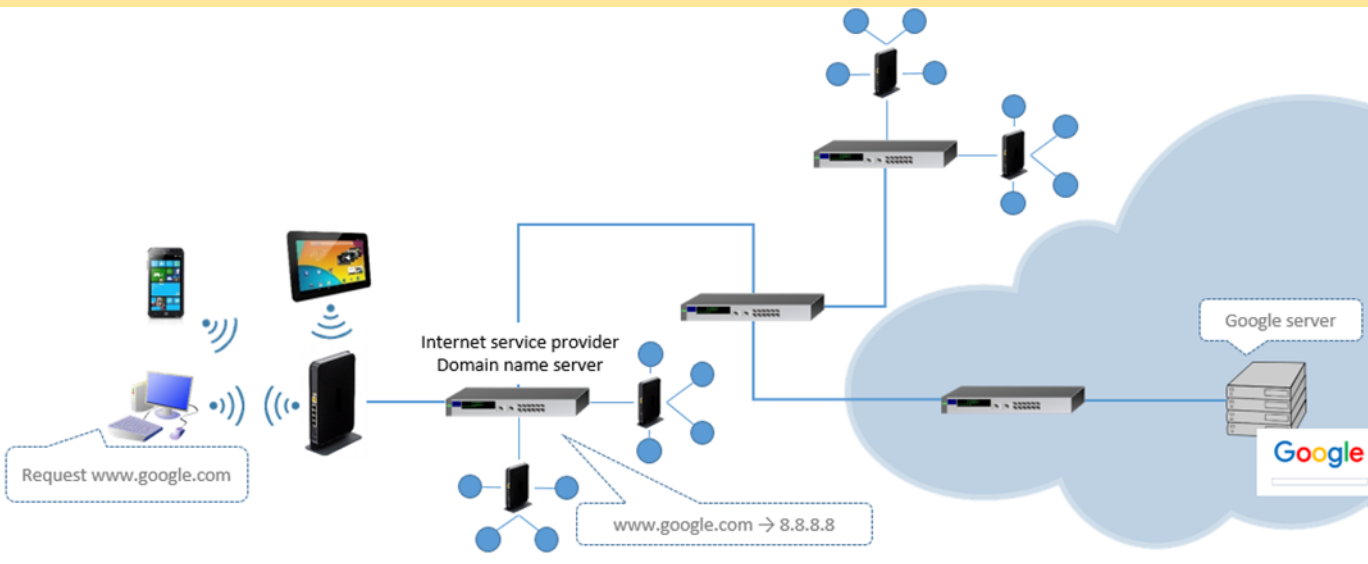 Internet service provider
Domain name server
Google server
Request www.google.com
www.google.com → 8.8.8.8
Google